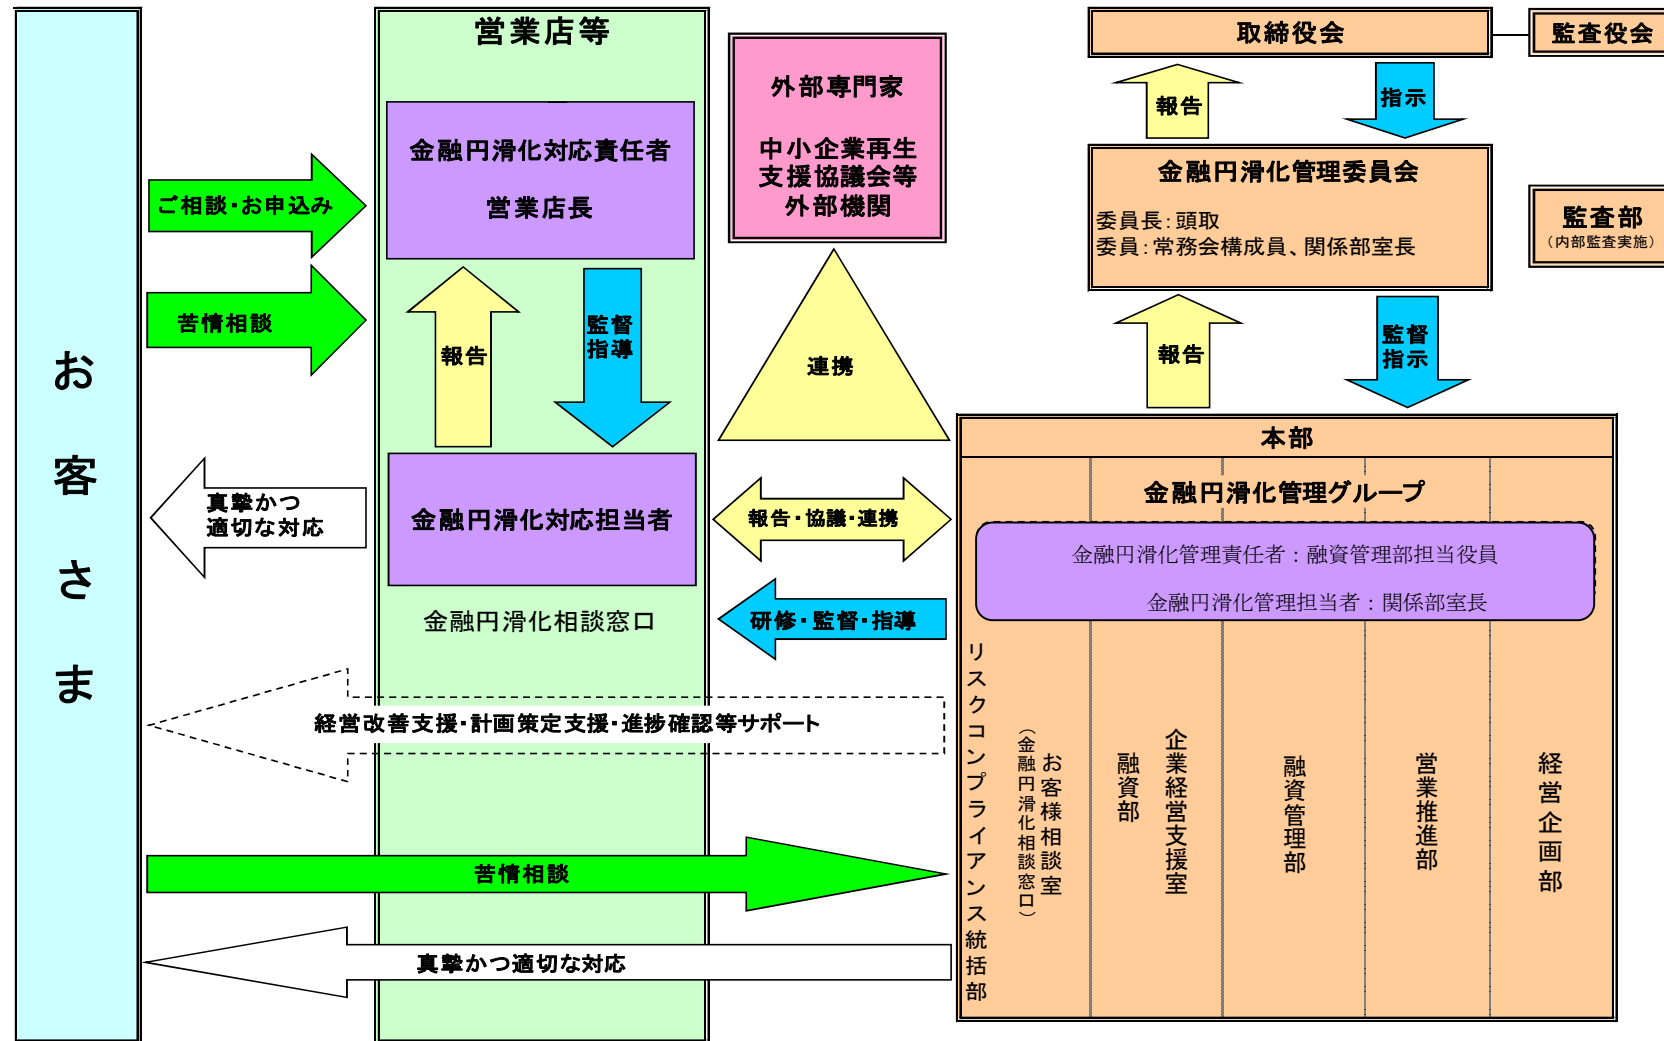 お客さま
ご相談・お申込み
苦情相談
真摯かつ
適切な対応
営業店等
金融円滑化対応責任者
営業店長
報告
監督
指導
金融円滑化対応担当者
金融円滑化相談窓口
外部専門家
中小企業再生
支援協議会等
外部機関
連携
報告・協議・連携
研修・監督・指導
経営改善支援・計画策定支援・進捗確認等サポート
苦情相談
真摯かつ適切な対応
取締役会
監査役会
報告
指示
金融円滑化管理委員会
委員長：頭取
委員：常務会構成員、関係部室長
監査部
（内部監査実施）
報告
監督
指示
本部
金融円滑化管理グループ
金融円滑化管理責任者：融資管理部担当役員
金融円滑化管理担当者：関係部室長
リスクコンプライアンス統括部
お客様相談室
（金融円滑化相談窓口）
融資部
企業経営支援室
融資管理部
営業推進部
経営企画部